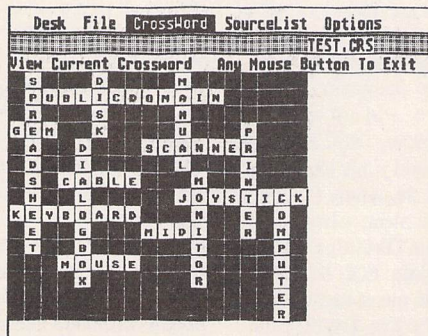 Desk File CrossWord SourceList Options
TEST.CRS
View Current Crossword Any Mouse Button To Exit
SPREADSHEET
DISK
MANUAL
PUBLICDOMAIN
GEM
PRINTER
DIALOGBOX
SCANNER
CABLE
MONITOR
JOYSTICK
KEYBOARD
COMPUTER
MIDI
MOUSE